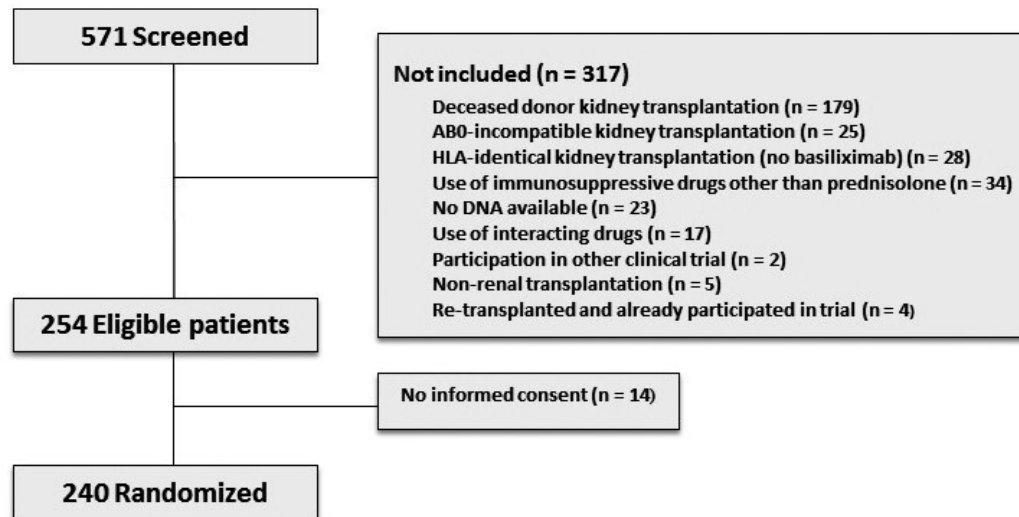 571 Screened
Not included (n = 317)
Deceased donor kidney transplantation (n = 179)
AB0-incompatible kidney transplantation (n = 25)
HLA-identical kidney transplantation (no basiliximab) (n = 28)
Use of immunosuppressive drugs other than prednisolone (n = 34)
No DNA available (n = 23)
Use of interacting drugs (n = 17)
Participation in other clinical trial (n = 2)
Non-renal transplantation (n = 5)
Re-transplanted and already participated in trial (n = 4)
254 Eligible patients
No informed consent (n = 14)
240 Randomized